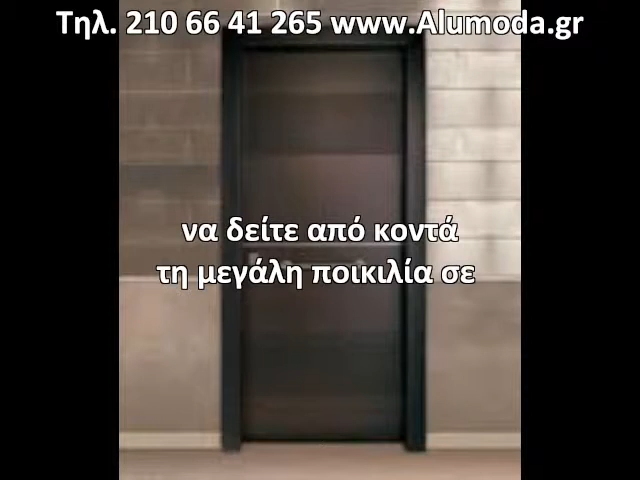 Τηλ. 210 66 41 265 www.Alumoda.gr
να δείτε από κοντά
τη μεγάλη ποικιλία σε